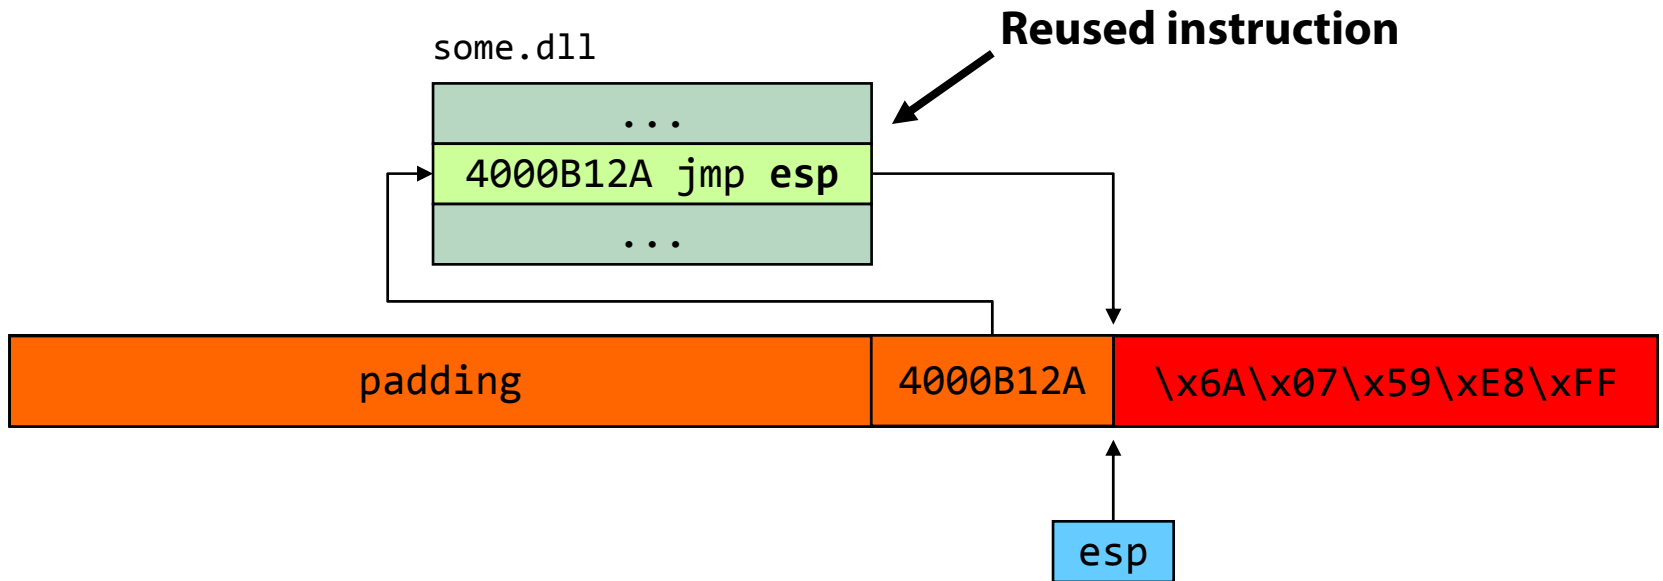 Reused instruction
some.dll
...
4000B12A jmp esp
...
padding
4000B12A
\x6A\x07\x59\xE8\xFF
esp